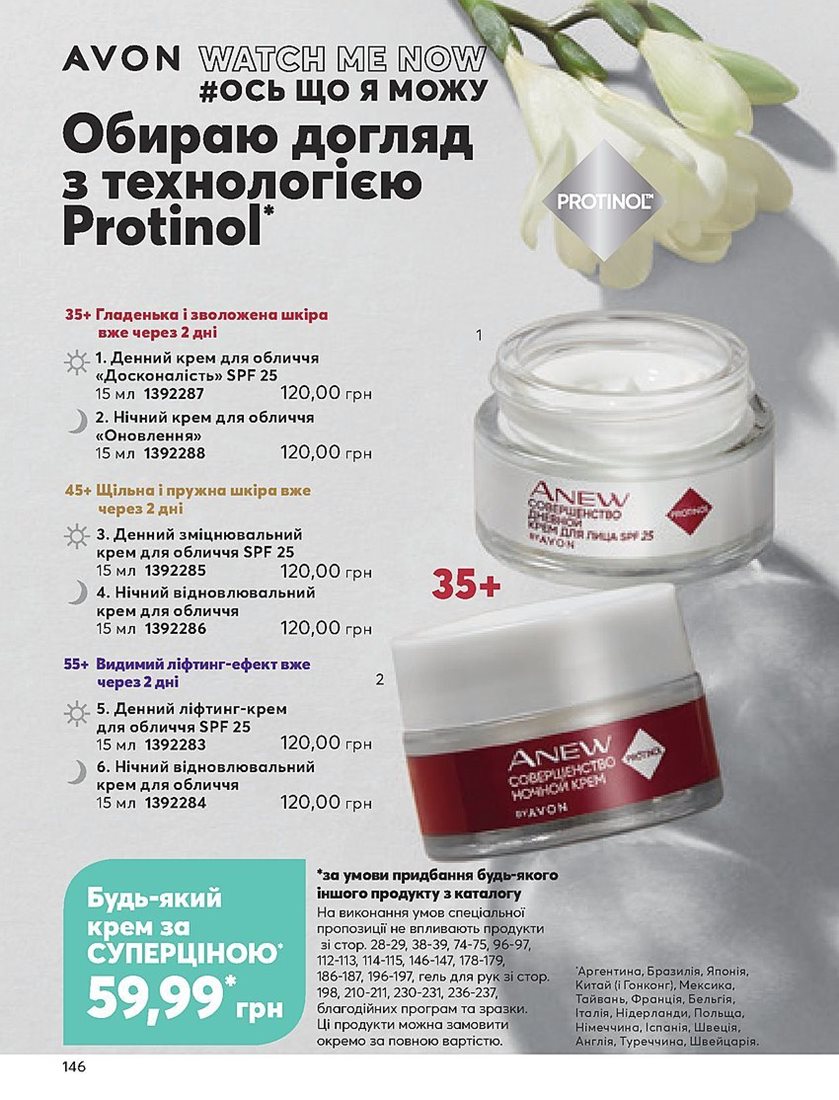 AVON WATCH ME NOW
#ОСЬ ЩО Я МОЖУ
Обираю догляд
з технологією
Protinol*
PROTINOL™
35+ Гладенька і зволожена шкіра
вже через 2 дні
1. Денний крем для обличчя
«Досконалість» SPF 25
15 мл 1392287 120,00 грн
2. Нічний крем для обличчя
«Оновлення»
15 мл 1392288 120,00 грн
45+ Щільна і пружна шкіра вже
через 2 дні
3. Денний зміцнювальний
крем для обличчя SPF 25
15 мл 1392285 120,00 грн
4. Нічний відновлювальний
крем для обличчя
15 мл 1392286 120,00 грн
55+ Видимий ліфтинг-ефект вже
через 2 дні
5. Денний ліфтинг-крем
для обличчя SPF 25
15 мл 1392283 120,00 грн
6. Нічний відновлювальний
крем для обличчя
15 мл 1392284 120,00 грн
1
ANEW
СОВЕРШЕНСТВО
ДНЕВНОЙ
КРЕМ ДЛЯ ЛИЦА SPF 25
BY AVON
PROTINOL
35+
2
ANEW
СОВЕРШЕНСТВО
НОЧНОЙ КРЕМ
BY AVON
PROTINOL
Будь-який
крем за
СУПЕРЦІНОЮ*
59,99* грн
*за умови придбання будь-якого
іншого продукту з каталогу
На виконання умов спеціальної
пропозиції не впливають продукти
зі стор. 28-29, 38-39, 74-75, 96-97,
112-113, 114-115, 146-147, 178-179,
186-187, 196-197, гель для рук зі стор.
198, 210-211, 230-231, 236-237,
благодійних програм та зразки.
Ці продукти можна замовити
окремо за повною вартістю.
*Аргентина, Бразилія, Японія,
Китай (і Гонконг), Мексика,
Тайвань, Франція, Бельгія,
Італія, Нідерланди, Польща,
Німеччина, Іспанія, Швеція,
Англія, Туреччина, Швейцарія.
146